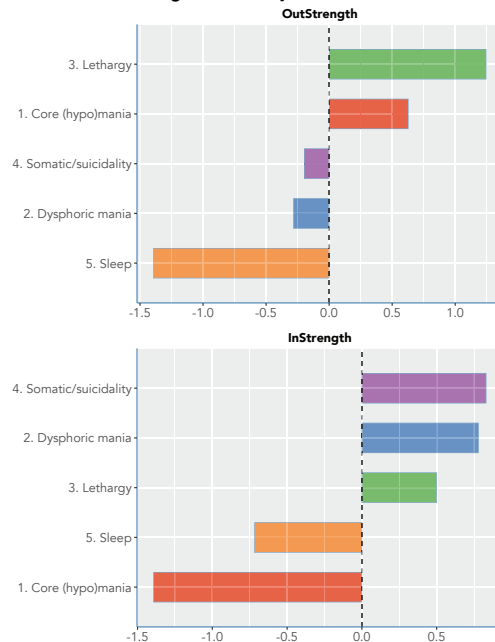 OutStrength
3. Lethargy
1. Core (hypo)mania
4. Somatic/suicidality
2. Dysphoric mania
5. Sleep
-1.5 -1.0 -0.5 0.0 0.5 1.0
InStrength
4. Somatic/suicidality
2. Dysphoric mania
3. Lethargy
5. Sleep
1. Core (hypo)mania
-1.5 -1.0 -0.5 0.0 0.5